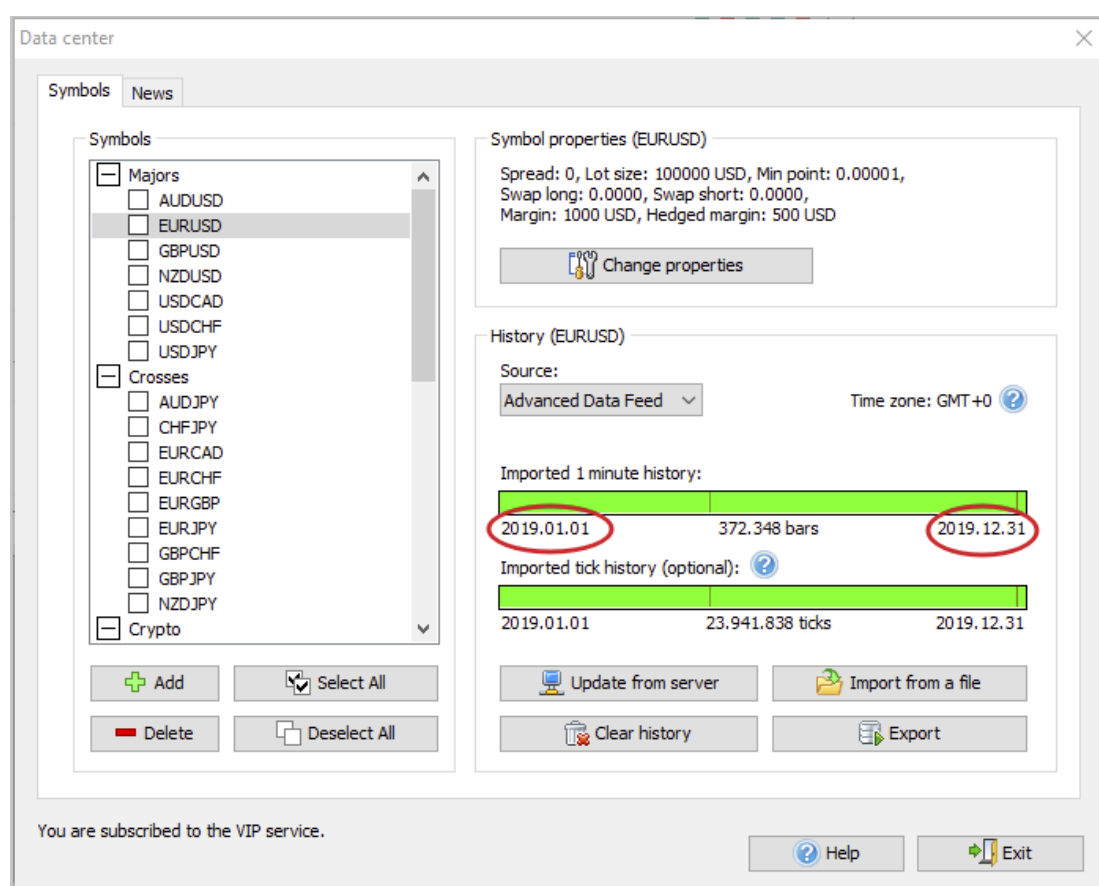 Data center
Symbols
News
Symbols
Majors
AUDUSD
EURUSD
GBPUSD
NZDUSD
USDCAD
USDCHF
USDJPY
Crosses
AUDJPY
CHFJPY
EURCAD
EURCHF
EURGBP
EURJPY
GBPCHF
GBPJPY
NZDJPY
Crypto
Add
Select All
Delete
Deselect All
Symbol properties (EURUSD)
Spread: 0, Lot size: 100000 USD, Min point: 0.00001,
Swap long: 0.0000, Swap short: 0.0000,
Margin: 1000 USD, Hedged margin: 500 USD
Change properties
History (EURUSD)
Source:
Advanced Data Feed
Time zone: GMT+0
Imported 1 minute history:
2019.01.01 372.348 bars 2019.12.31
Imported tick history (optional):
2019.01.01 23.941.838 ticks 2019.12.31
Update from server
Import from a file
Clear history
Export
You are subscribed to the VIP service.
Help
Exit